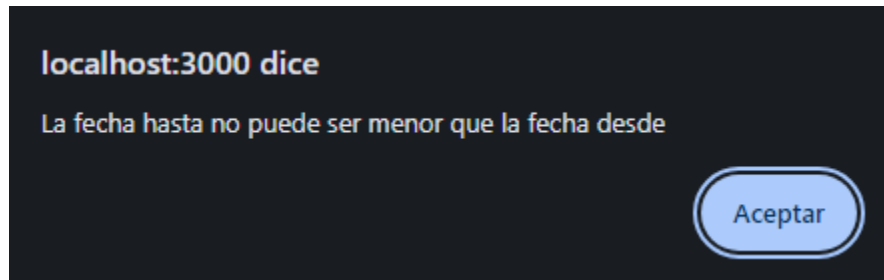 localhost:3000 dice
La fecha hasta no puede ser menor que la fecha desde
Aceptar